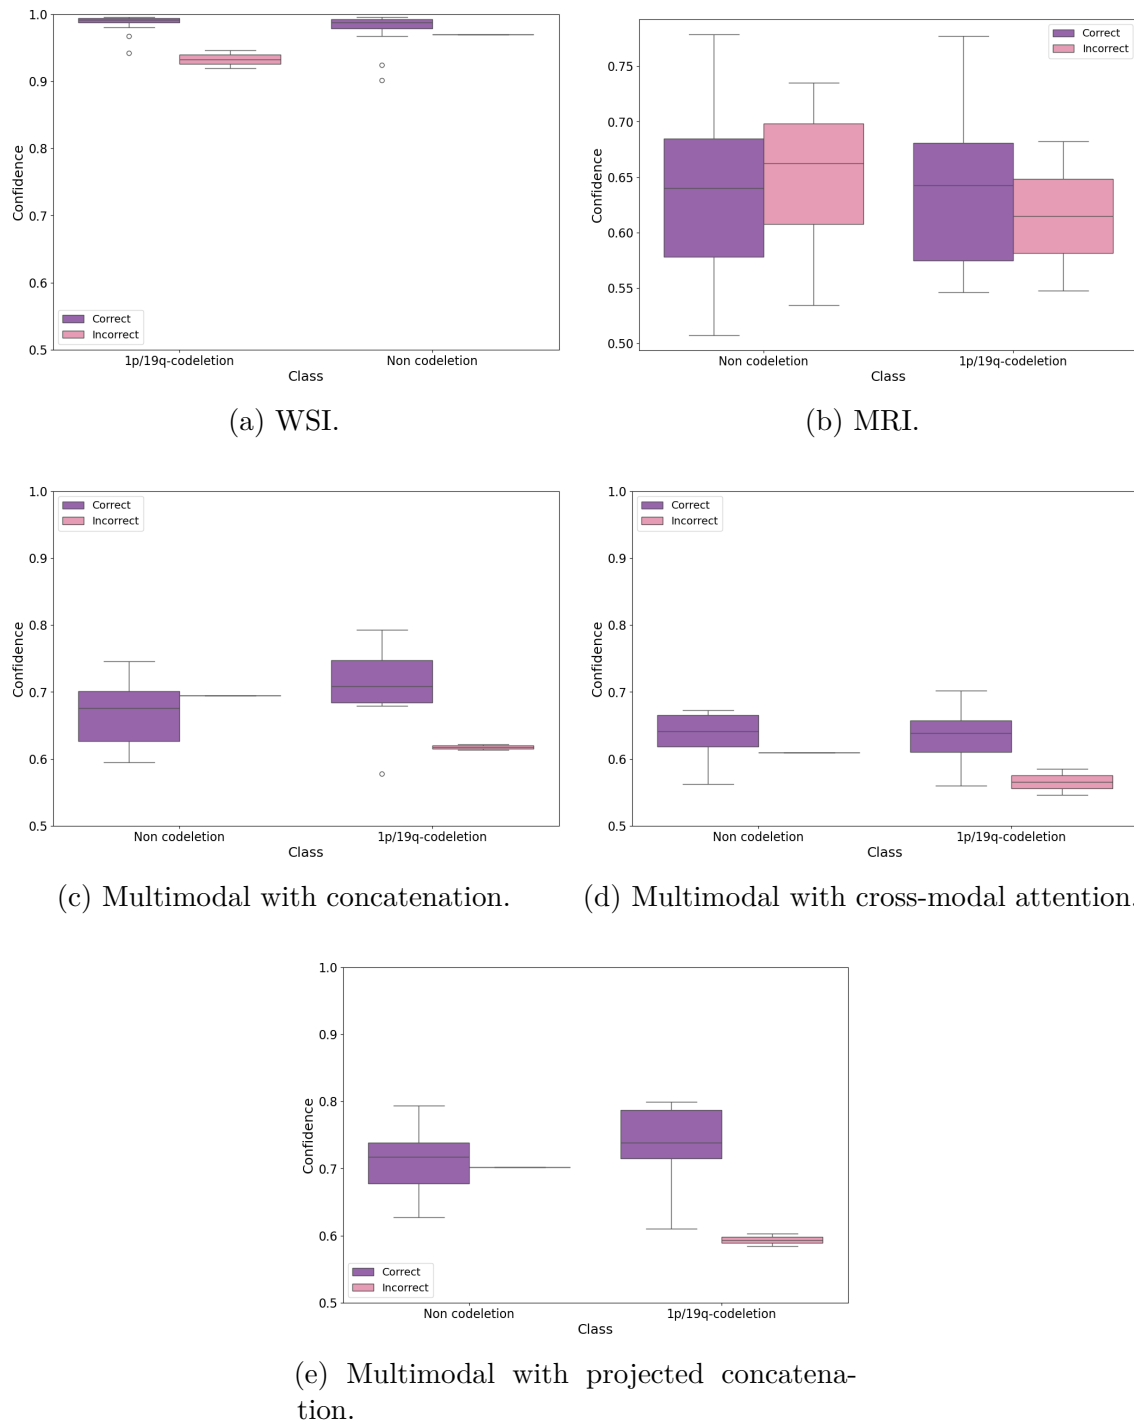 1.0
0.9
0.8
0.7
0.6
0.5
Confidence
Correct
Incorrect
1p/19q-codeletion Non codeletion
Class
(a) WSI.
0.75
0.70
0.65
0.60
0.55
0.50
Confidence
Correct
Incorrect
Non codeletion 1p/19q-codeletion
Class
(b) MRI.
1.0
0.9
0.8
0.7
0.6
0.5
Confidence
Correct
Incorrect
Non codeletion 1p/19q-codeletion
Class
(c) Multimodal with concatenation.
1.0
0.9
0.8
0.7
0.6
0.5
Confidence
Correct
Incorrect
Non codeletion 1p/19q-codeletion
Class
(d) Multimodal with cross-modal attention.
1.0
0.9
0.8
0.7
0.6
0.5
Confidence
Correct
Incorrect
Non codeletion 1p/19q-codeletion
Class
(e) Multimodal with projected concatena-
tion.